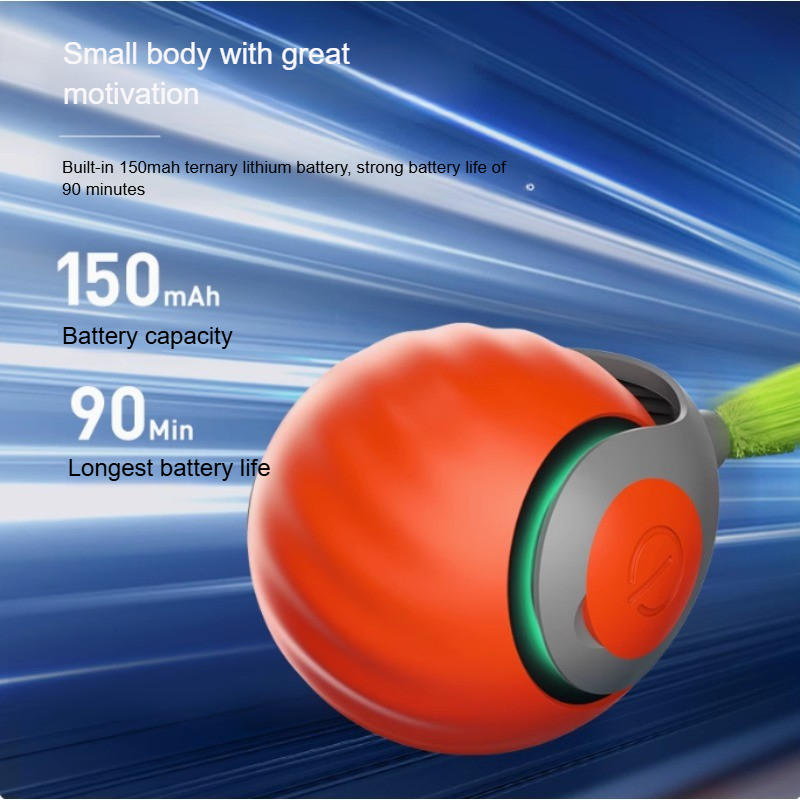 Small body with great
motivation
Built-in 150mah ternary lithium battery, strong battery life of
90 minutes
150mAh
Battery capacity
90Min
Longest battery life